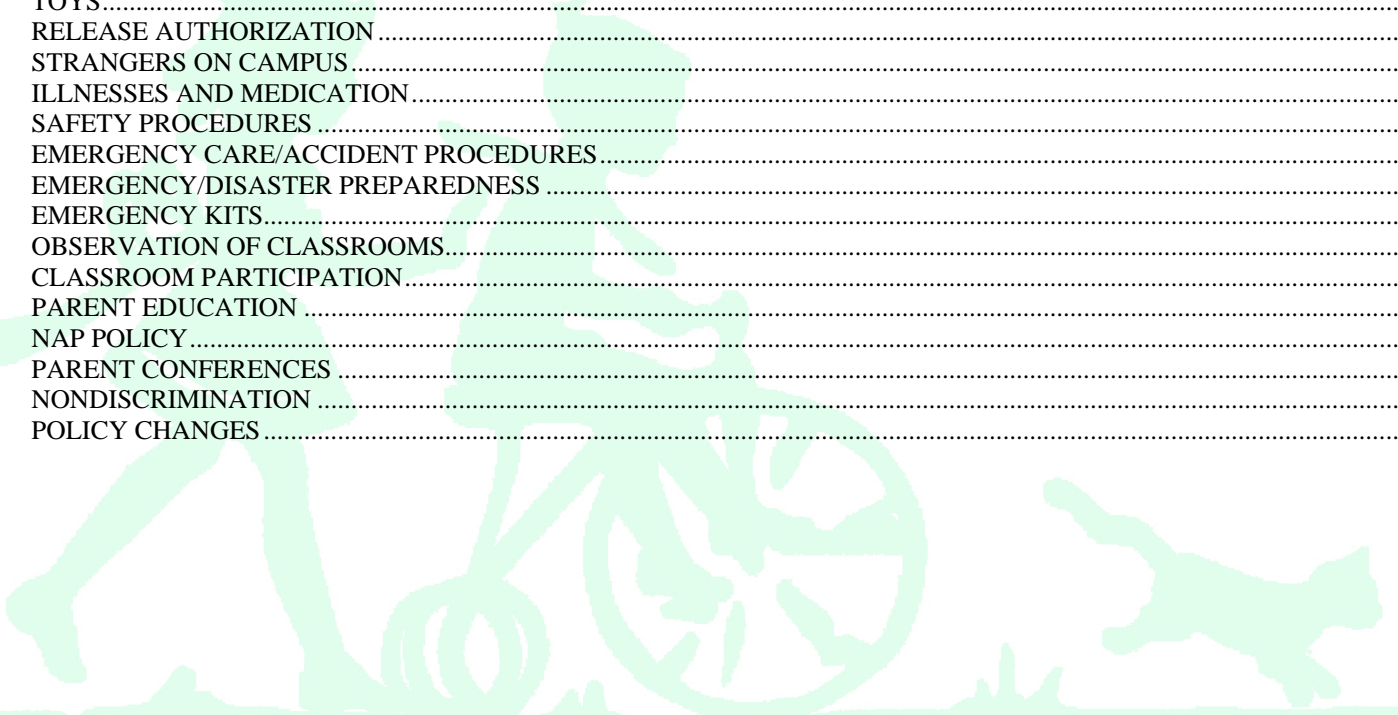 TOYS
RELEASE AUTHORIZATION
STRANGERS ON CAMPUS
ILLNESSES AND MEDICATION
SAFETY PROCEDURES
EMERGENCY CARE/ACCIDENT PROCEDURES
EMERGENCY/DISASTER PREPAREDNESS
EMERGENCY KITS
OBSERVATION OF CLASSROOMS
CLASSROOM PARTICIPATION
PARENT EDUCATION
NAP POLICY
PARENT CONFERENCES
NONDISCRIMINATION
POLICY CHANGES